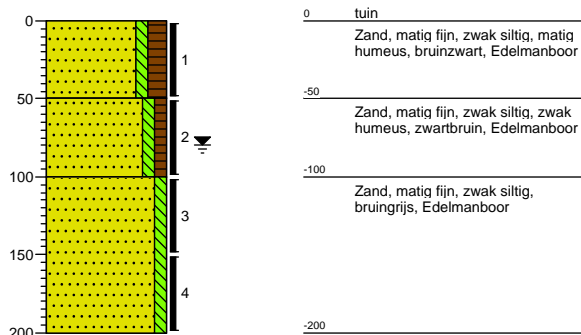 0
50
100
150
200
1
2
3
4
0 tuin
Zand, matig fijn, zwak siltig, matig
humeus, bruinzwart, Edelmanboor
-50
Zand, matig fijn, zwak siltig, zwak
humeus, zwartbruin, Edelmanboor
-100
Zand, matig fijn, zwak siltig,
bruingrijs, Edelmanboor
-200